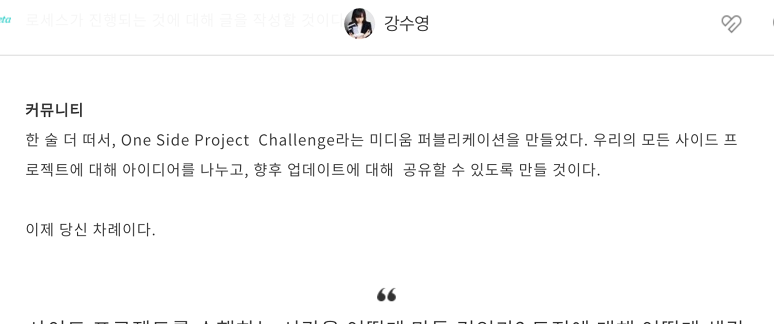 로세스가 진행되는 것에 대해 글을 작성할 것이다
강수영
커뮤니티
한 술 더 떠서, One Side Project Challenge라는 미디움 퍼블리케이션을 만들었다. 우리의 모든 사이드 프
로젝트에 대해 아이디어를 나누고, 향후 업데이트에 대해 공유할 수 있도록 만들 것이다.
이제 당신 차례이다.
❝